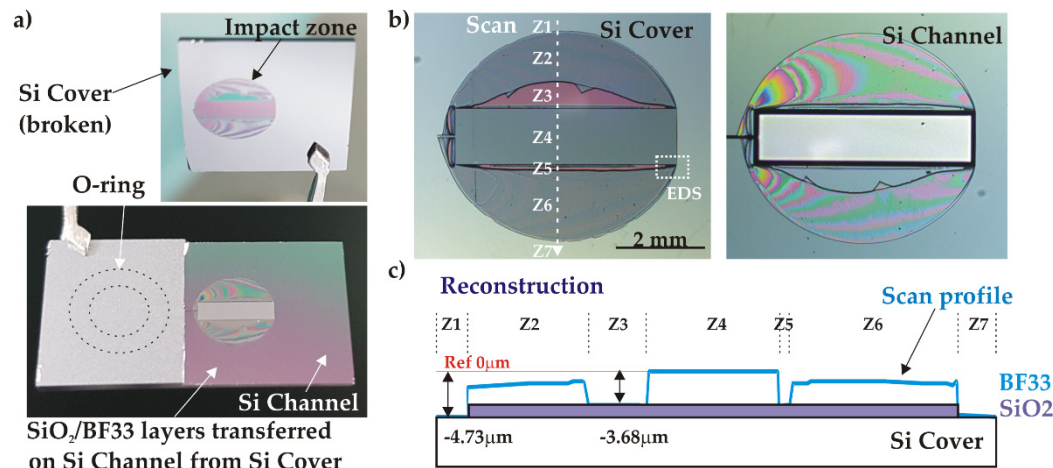 a)
Impact zone
Si Cover
(broken)
O-ring
Si Channel
SiO₂/BF33 layers transferred
on Si Channel from Si Cover
b)
Scan
Z1
Si Cover
Z2
Z3
Z4
Z5
EDS
Z6
2 mm
Z7
Si Channel
c)
Reconstruction
Scan profile
Z1 Z2 Z3 Z4 Z5 Z6 Z7
Ref 0µm
BF33
SiO2
-4.73µm -3.68µm
Si Cover